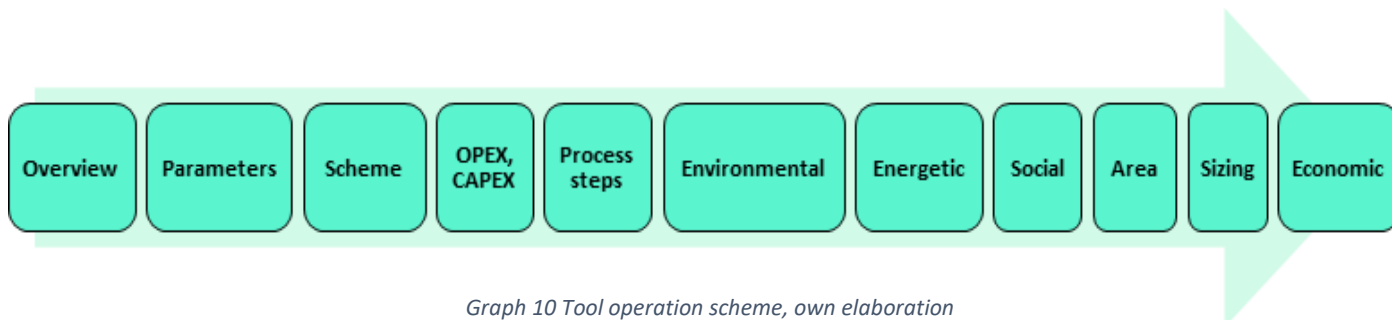 Overview
Parameters
Scheme
OPEX,
CAPEX
Process
steps
Environmental
Energetic
Social
Area
Sizing
Economic
Graph 10 Tool operation scheme, own elaboration